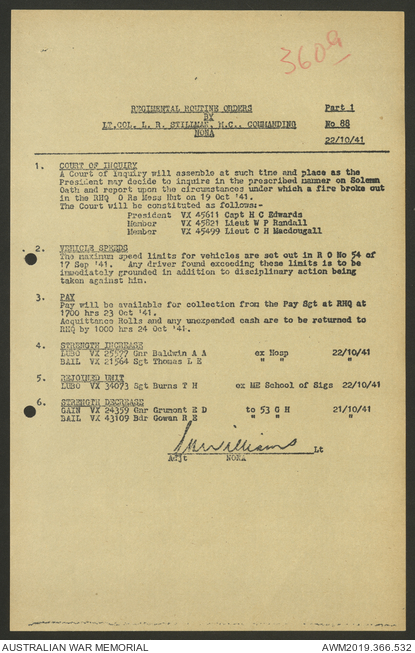 3609
REGIMENTAL ROUTINE ORDERS Part 1
BY
LT.COL. L. R. STILLMAN, M.C., COMMANDING No 88
NORA
22/10/41
1. COURT OF INQUIRY
A Court of Inquiry will assemble at such time and place as the
President may decide to inquire in the prescribed manner on Solemn
Oath and report upon the circumstances under which a fire broke out
in the RHQ O Rs Mess Hut on 19 Oct '41.
The Court will be constituted as follows:-
President VX 45611 Capt H C Edwards
Member VX 45821 Lieut W P Randall
Member VX 45499 Lieut C H Macdougall
2. VEHICLE SPEEDS
The maximum speed limits for vehicles are set out in R O No 54 of
17 Sep '41. Any driver found exceeding these limits is to be
immediately grounded in addition to disciplinary action being
taken against him.
3. PAY
Pay will be available for collection from the Pay Sgt at RHQ at
1700 hrs 23 Oct '41.
Acquittance Rolls and any unexpended cash are to be returned to
RHQ by 1000 hrs 24 Oct '41.
4. STRENGTH INCREASE
LUBO VX 25577 Gnr Baldwin A A ex Hosp 22/10/41
BAIL VX 21564 Sgt Thomas L E " " "
5. REJOINED UNIT
LUBO VX 34073 Sgt Burns T H ex ME School of Sigs 22/10/41
6. STRENGTH DECREASE
GAIN VX 24359 Gnr Grumont E D to 53 G H 21/10/41
BAIL VX 43109 Bdr Gowan R E " " "
Williams
Lt
Adjt NORA
AUSTRALIAN WAR MEMORIAL AWM2019.366.532